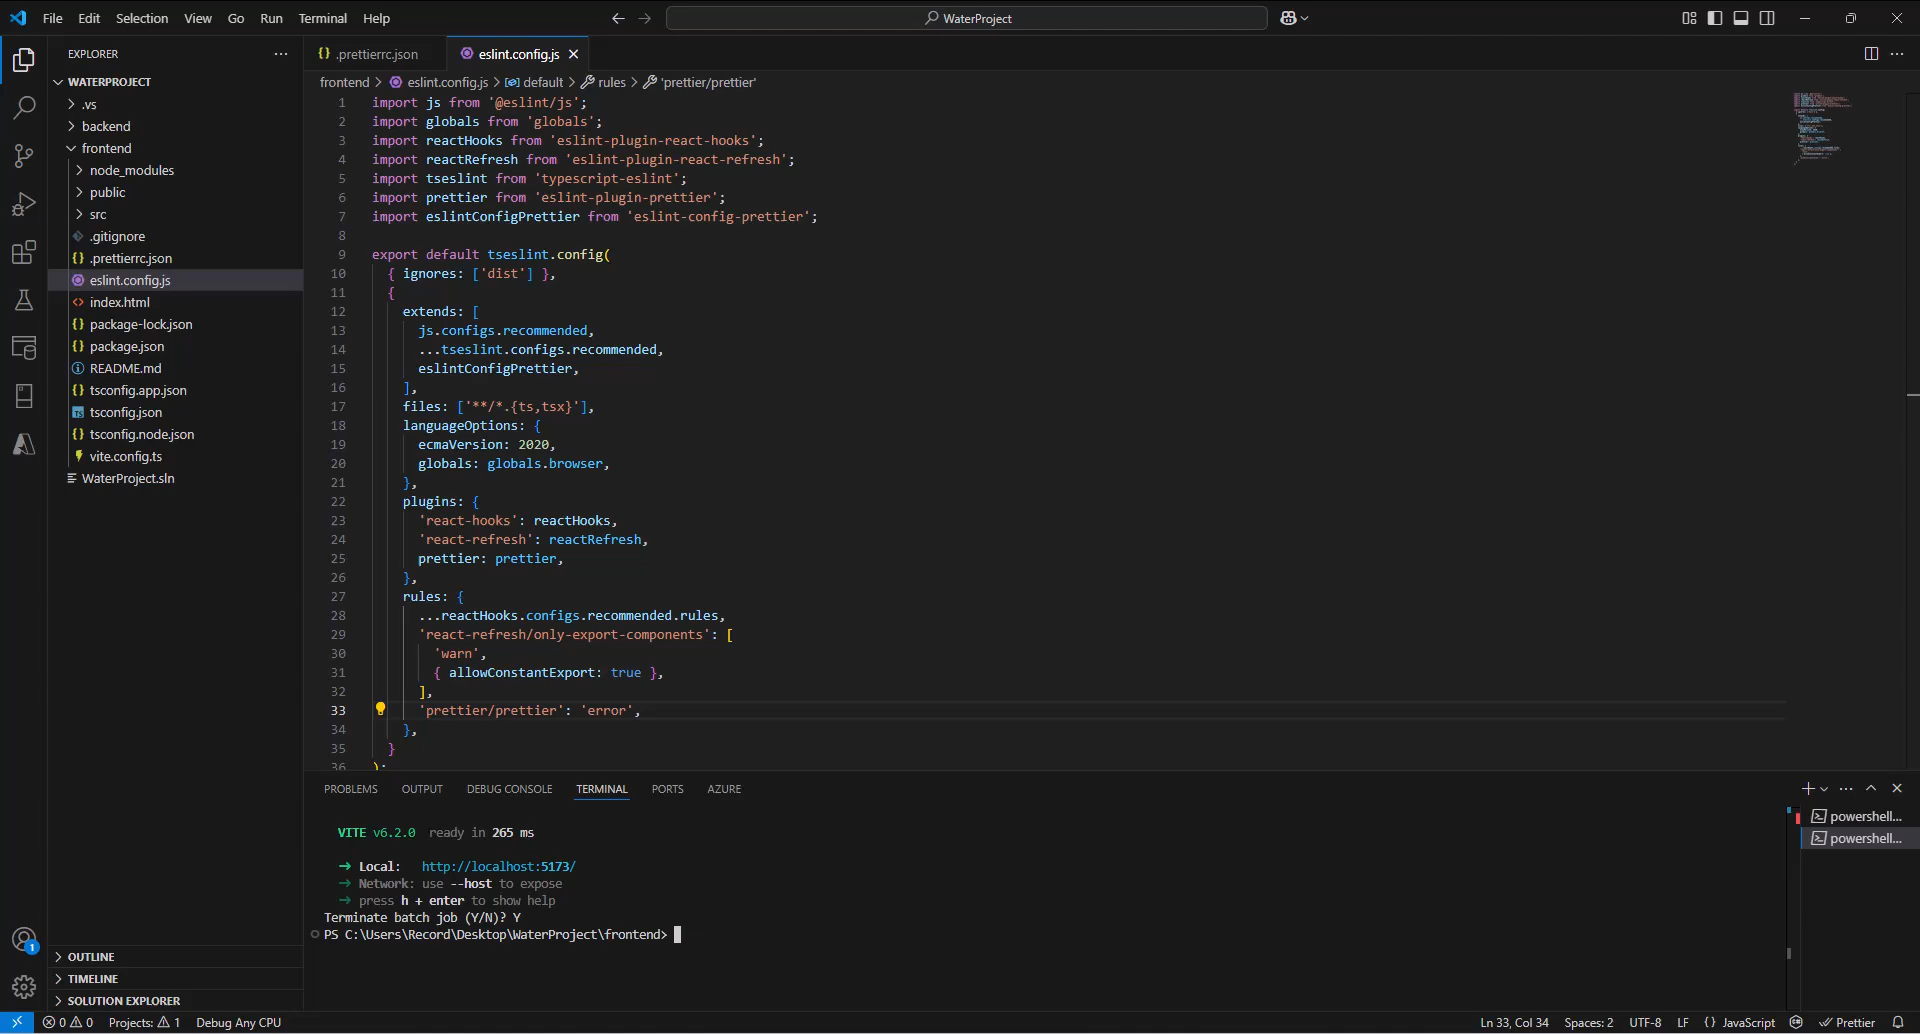 File Edit Selection View Go Run Terminal Help
WaterProject
EXPLORER
WATERPROJECT
.vs
backend
frontend
node_modules
public
src
.gitignore
.prettierrc.json
eslint.config.js
index.html
package-lock.json
package.json
README.md
tsconfig.app.json
tsconfig.json
tsconfig.node.json
vite.config.ts
WaterProject.sln
OUTLINE
TIMELINE
SOLUTION EXPLORER
.prettierrc.json
eslint.config.js
frontend > eslint.config.js > default > rules > 'prettier/prettier'
1 import js from '@eslint/js';
2 import globals from 'globals';
3 import reactHooks from 'eslint-plugin-react-hooks';
4 import reactRefresh from 'eslint-plugin-react-refresh';
5 import tseslint from 'typescript-eslint';
6 import prettier from 'eslint-plugin-prettier';
7 import eslintConfigPrettier from 'eslint-config-prettier';
8
9 export default tseslint.config(
10 { ignores: ['dist'] },
11 {
12 extends: [
13 js.configs.recommended,
14 ...tseslint.configs.recommended,
15 eslintConfigPrettier,
16 ],
17 files: ['**/*.{ts,tsx}'],
18 languageOptions: {
19 ecmaVersion: 2020,
20 globals: globals.browser,
21 },
22 plugins: {
23 'react-hooks': reactHooks,
24 'react-refresh': reactRefresh,
25 prettier: prettier,
26 },
27 rules: {
28 ...reactHooks.configs.recommended.rules,
29 'react-refresh/only-export-components': [
30 'warn',
31 { allowConstantExport: true },
32 ],
33 'prettier/prettier': 'error',
34 },
35 }
36 );
PROBLEMS OUTPUT DEBUG CONSOLE TERMINAL PORTS AZURE
VITE v6.2.0 ready in 265 ms
➜ Local: http://localhost:5173/
➜ Network: use --host to expose
➜ press h + enter to show help
Terminate batch job (Y/N)? Y
PS C:\Users\Record\Desktop\WaterProject\frontend>
powershell...
powershell...
1
0 0 Projects: 1 Debug Any CPU
Ln 33, Col 34 Spaces: 2 UTF-8 LF {} JavaScript Prettier